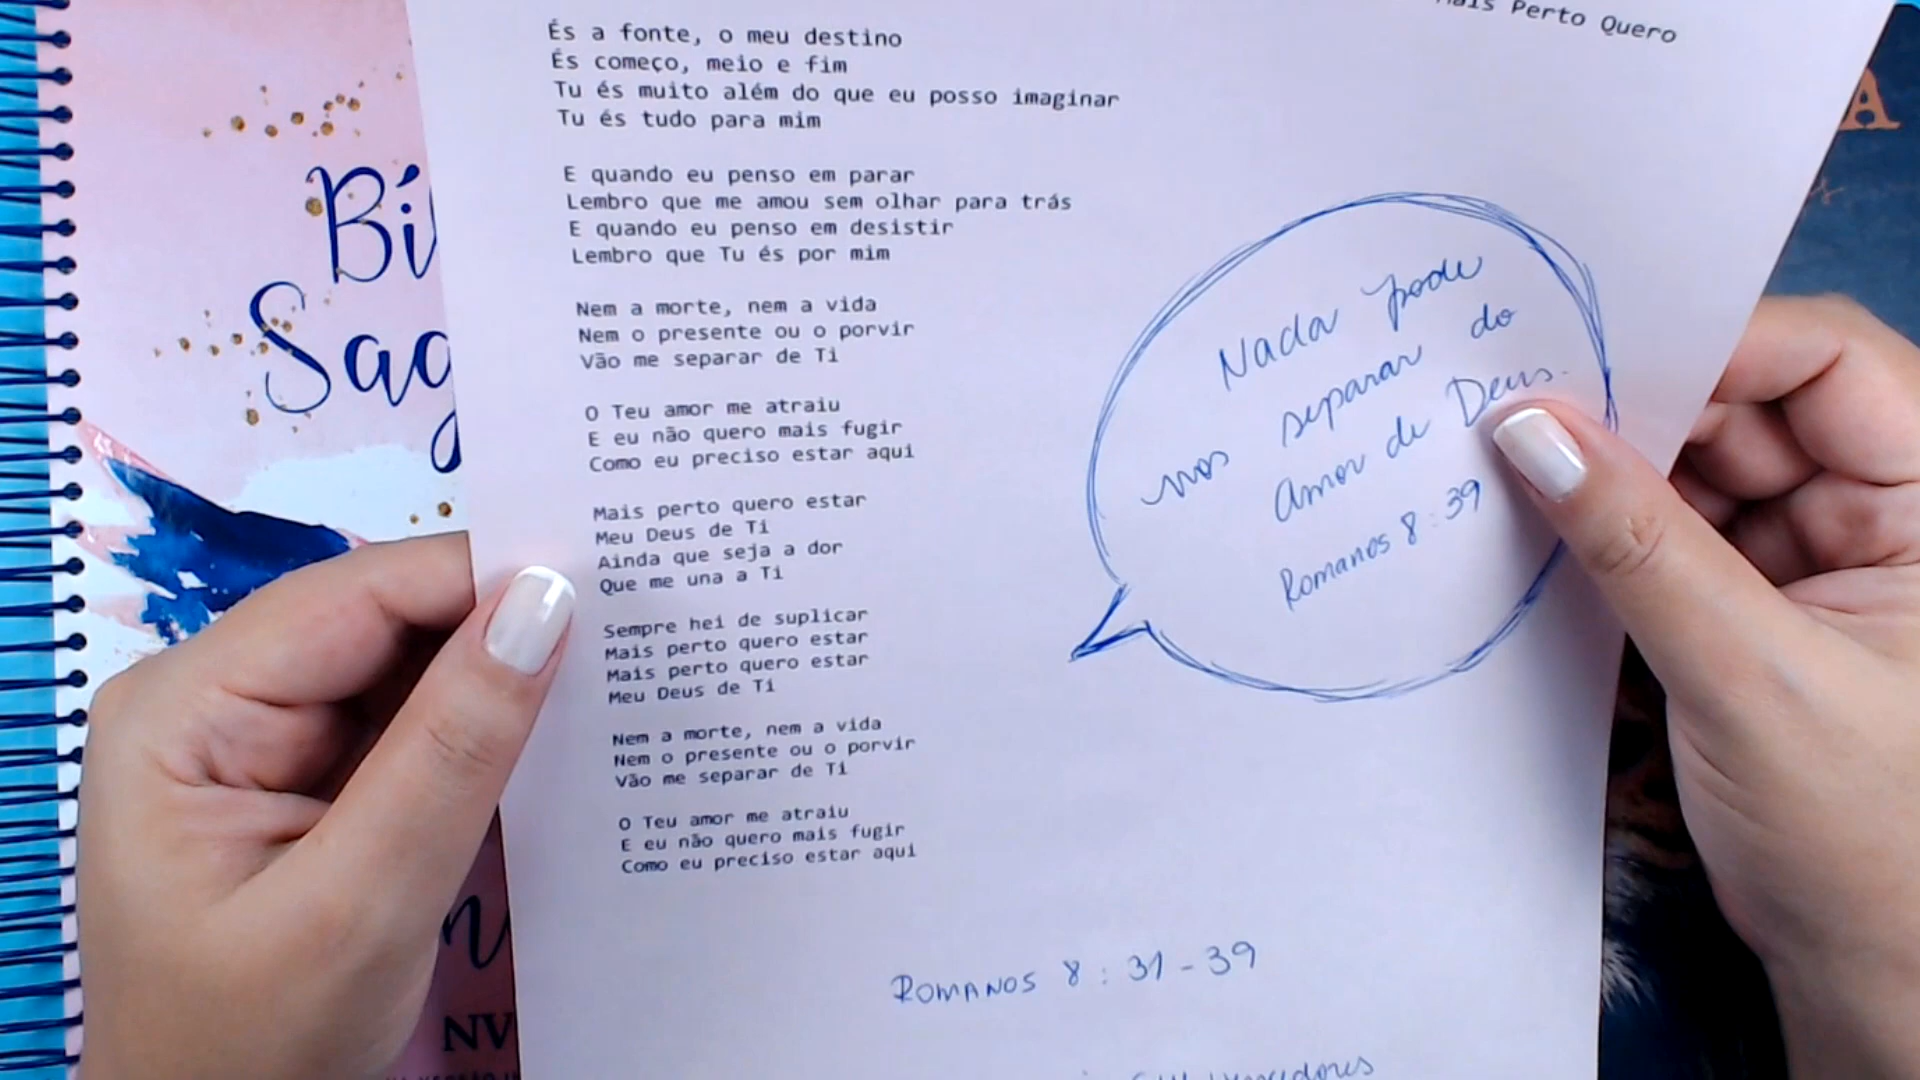 Perto Quero
És a fonte, o meu destino
És começo, meio e fim
Tu és muito além do que eu posso imaginar
Tu és tudo para mim
E quando eu penso em parar
Lembro que me amou sem olhar para trás
E quando eu penso em desistir
Lembro que Tu és por mim
Nem a morte, nem a vida
Nem o presente ou o porvir
Vão me separar de Ti
O Teu amor me atraiu
E eu não quero mais fugir
Como eu preciso estar aqui
Mais perto quero estar
Meu Deus de Ti
Ainda que seja a dor
Que me una a Ti
Sempre hei de suplicar
Mais perto quero estar
Mais perto quero estar
Meu Deus de Ti
Nem a morte, nem a vida
Nem o presente ou o porvir
Vão me separar de Ti
O Teu amor me atraiu
E eu não quero mais fugir
Como eu preciso estar aqui
Nada pode
nos separar do
amor de Deus.
Romanos 8:39
ROMANOS 8:31-39
Bí
Sag
NV
A